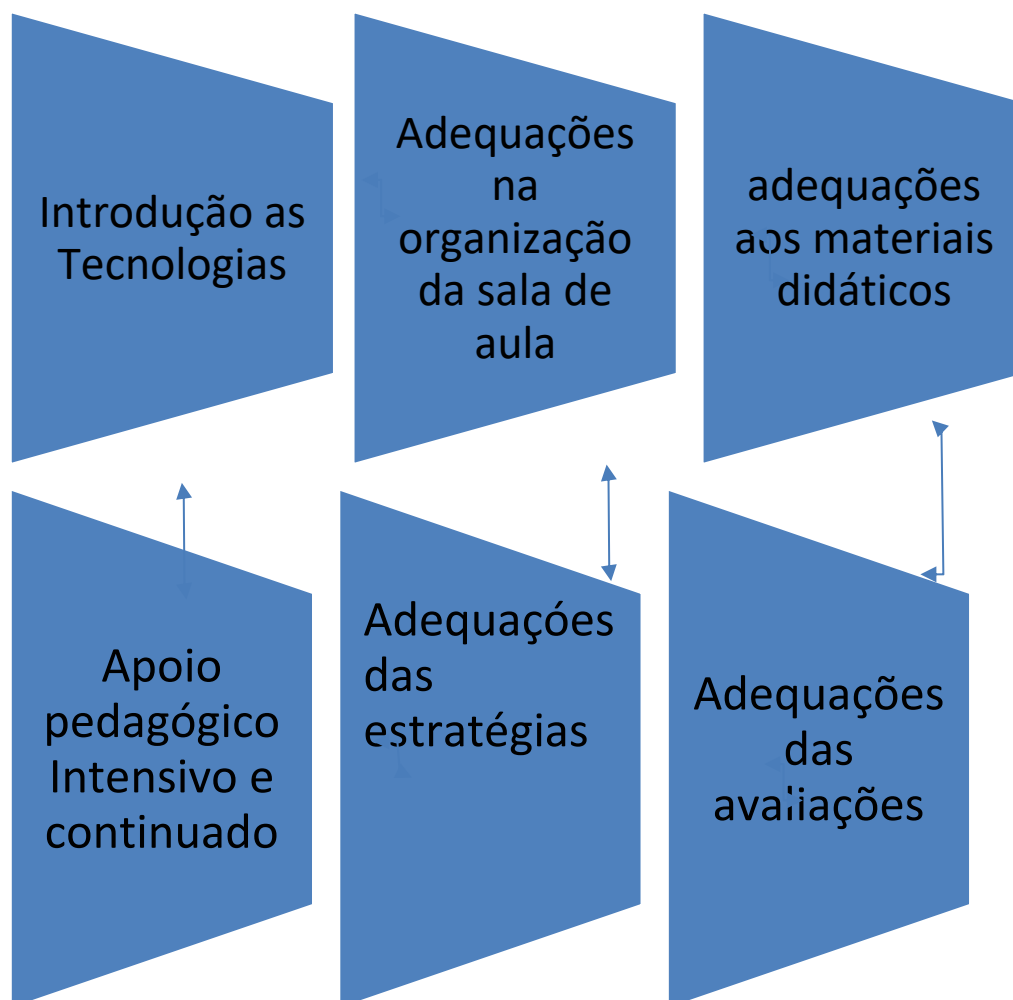 Introdução as
Tecnologias
Adequações
na
organização
da sala de
aula
adequações
aos materiais
didáticos
Apoio
pedagógico
Intensivo e
continuado
Adequaçóes
das
estratégias
Adequações
das
avaliações